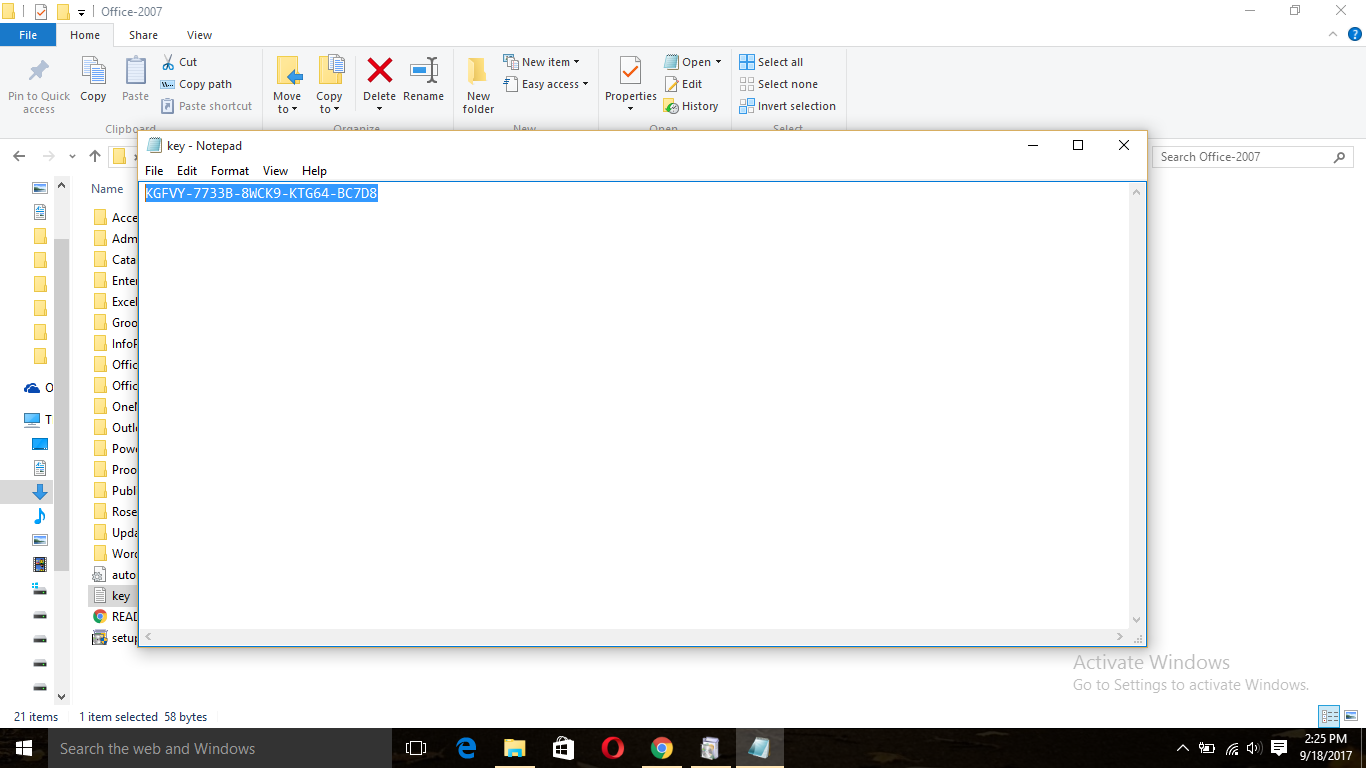 Office-2007
File Home Share View
Pin to Quick access
Copy
Paste
Cut
Copy path
Paste shortcut
Clipboard
Move to
Copy to
Delete
Rename
Organize
New folder
New item
Easy access
New
Properties
Open
Edit
History
Open
Select all
Select none
Invert selection
Select
Search Office-2007
key - Notepad
File Edit Format View Help
KGFVY-7733B-8WCK9-KTG64-BC7D8
Name
Acce
Adm
Cata
Enter
Excel
Groo
InfoP
Offic
Offic
OneN
Outlo
Powe
Proo
Publ
Rose
Upda
Word
auto
key
READ
setup
O
T
Activate Windows
Go to Settings to activate Windows.
21 items 1 item selected 58 bytes
Search the web and Windows
2:25 PM
9/18/2017